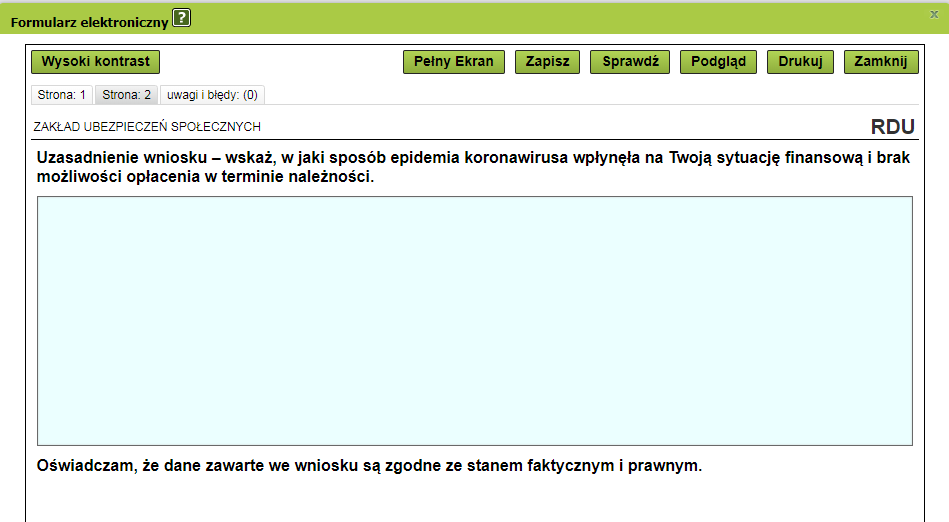 Formularz elektroniczny ?
Wysoki kontrast Pełny Ekran Zapisz Sprawdź Podgląd Drukuj Zamknij
Strona: 1 Strona: 2 uwagi i błędy: (0)
ZAKŁAD UBEZPIECZEŃ SPOŁECZNYCH RDU
Uzasadnienie wniosku – wskaż, w jaki sposób epidemia koronawirusa wpłynęła na Twoją sytuację finansową i brak
możliwości opłacenia w terminie należności.
Oświadczam, że dane zawarte we wniosku są zgodne ze stanem faktycznym i prawnym.